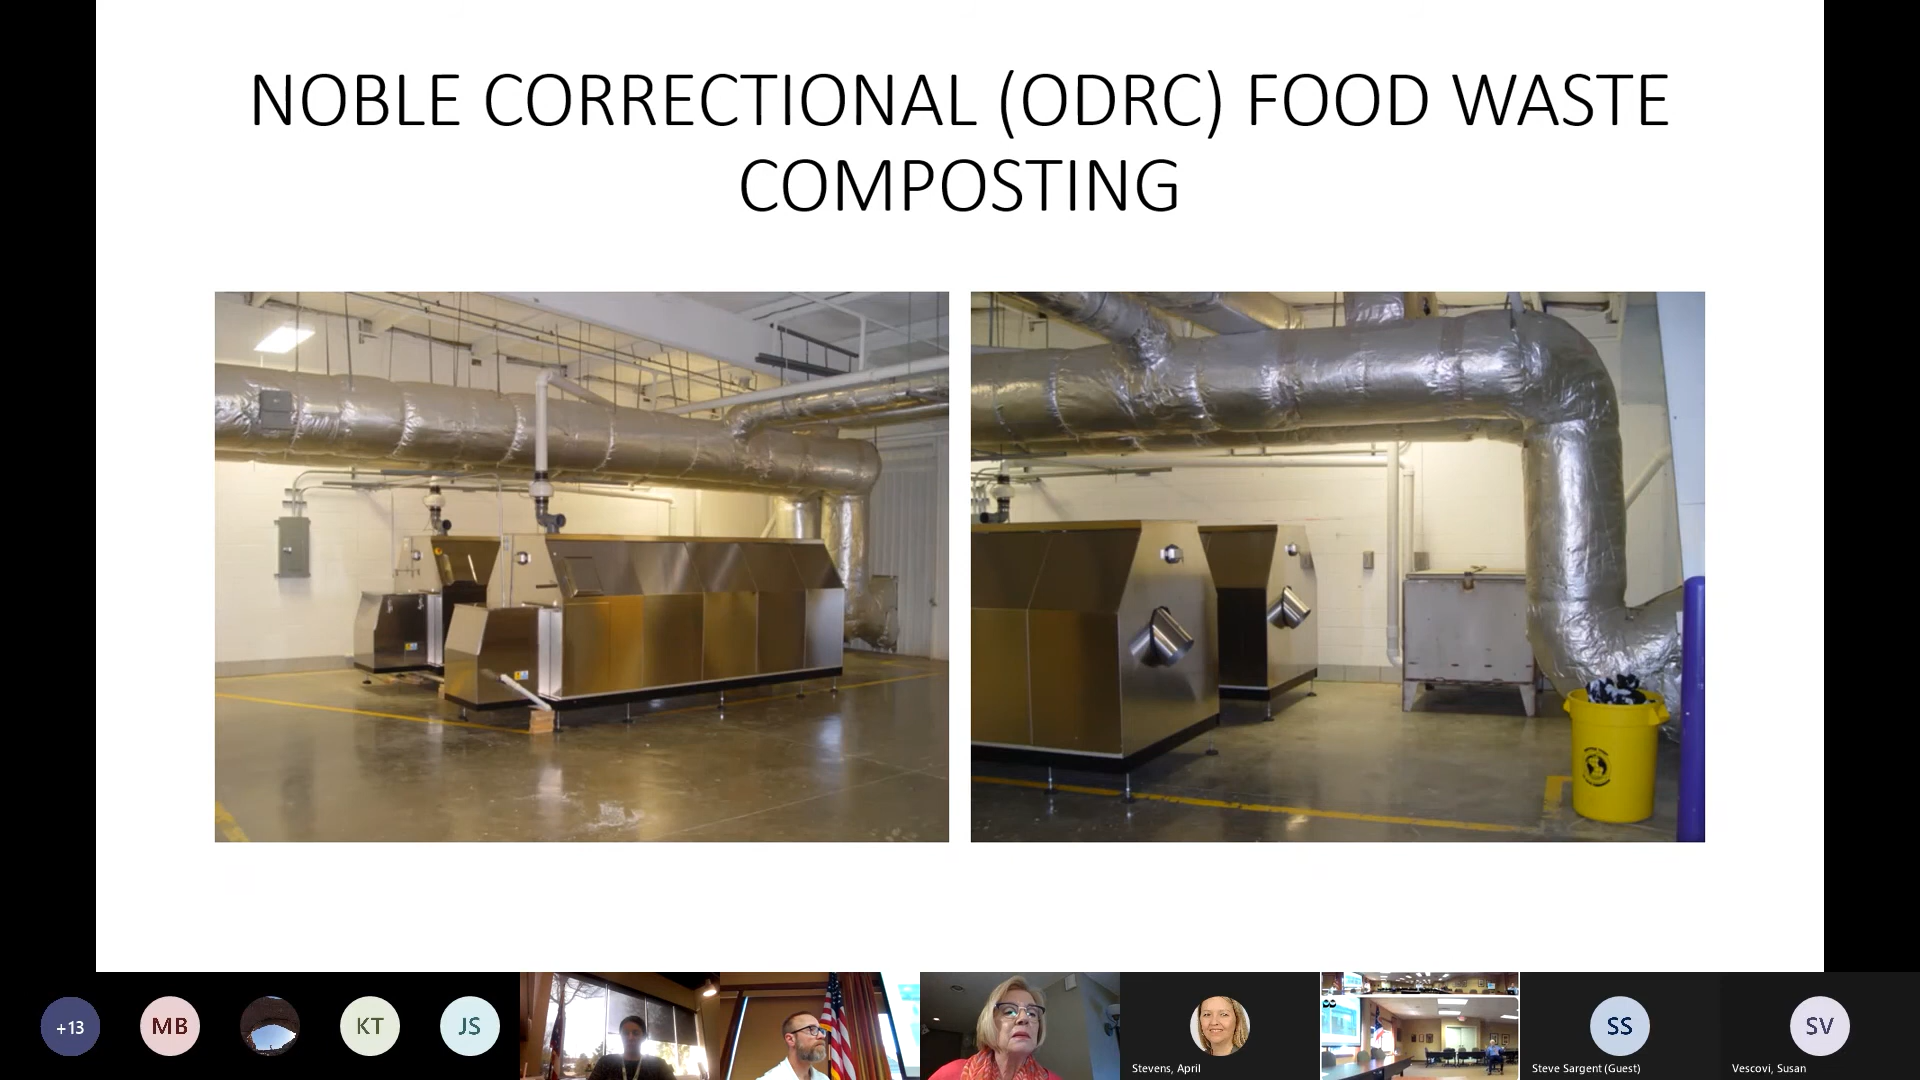 NOBLE CORRECTIONAL (ODRC) FOOD WASTE
COMPOSTING
+13
MB
KT
JS
Stevens, April
SS
Steve Sargent (Guest)
SV
Vescovi, Susan